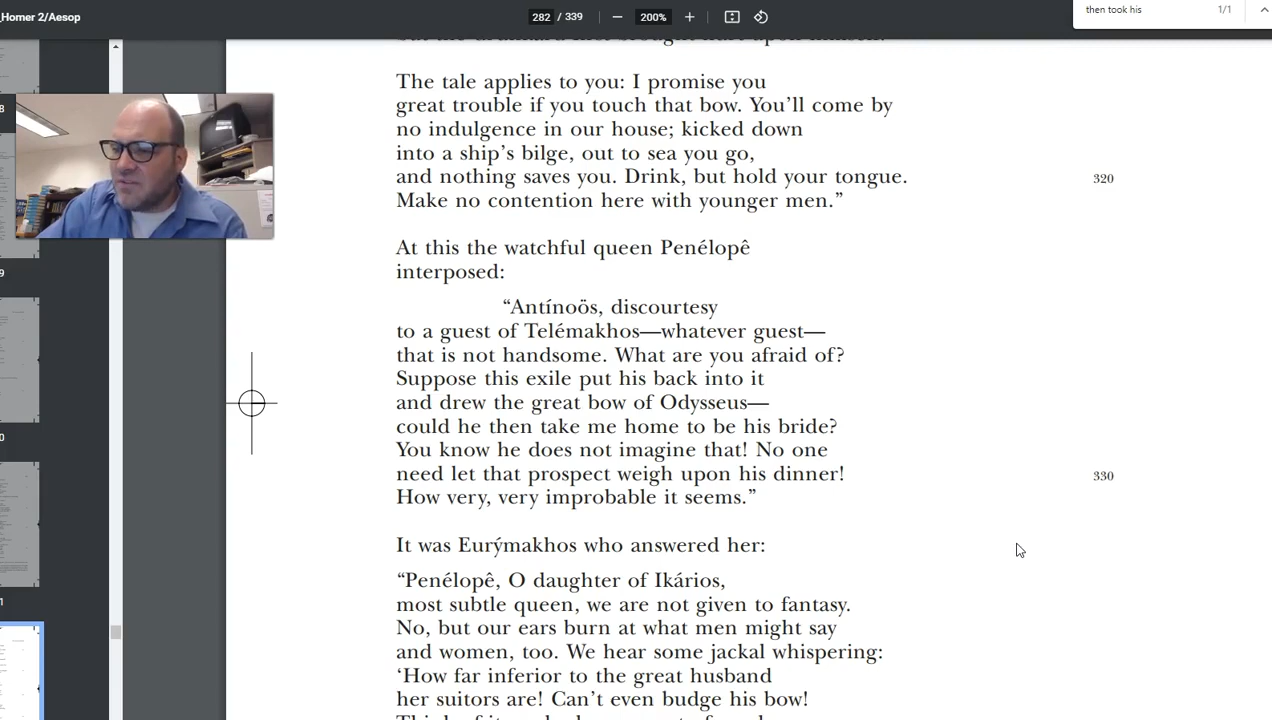 _Homer 2/Aesop
282 / 339
200%
then took his
1/1
The tale applies to you: I promise you
great trouble if you touch that bow. You’ll come by
no indulgence in our house; kicked down
into a ship’s bilge, out to sea you go,
and nothing saves you. Drink, but hold your tongue.
320
Make no contention here with younger men.”
At this the watchful queen Penélopê
interposed:
“Antínoös, discourtesy
to a guest of Telémakhos—whatever guest—
that is not handsome. What are you afraid of?
Suppose this exile put his back into it
and drew the great bow of Odysseus—
could he then take me home to be his bride?
You know he does not imagine that! No one
need let that prospect weigh upon his dinner!
330
How very, very improbable it seems.”
It was Eurýmakhos who answered her:
“Penélopê, O daughter of Ikários,
most subtle queen, we are not given to fantasy.
No, but our ears burn at what men might say
and women, too. We hear some jackal whispering:
‘How far inferior to the great husband
her suitors are! Can’t even budge his bow!
8
9
0
1